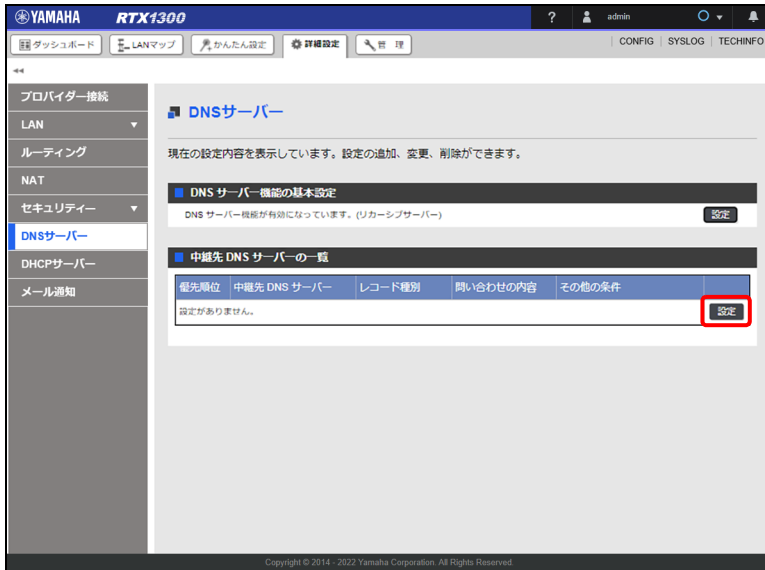 YAMAHA RTX1300 ? admin
ダッシュボード LANマップ かんたん設定 詳細設定 管 理 CONFIG SYSLOG TECHINFO
プロバイダー接続
LAN
ルーティング
NAT
セキュリティー
DNSサーバー
DHCPサーバー
メール通知
DNSサーバー
現在の設定内容を表示しています。設定の追加、変更、削除ができます。
DNS サーバー機能の基本設定
DNS サーバー機能が有効になっています。(リカーシブサーバー) 設定
中継先 DNS サーバーの一覧
優先順位 中継先 DNS サーバー レコード種別 問い合わせの内容 その他の条件
設定がありません。 設定
Copyright © 2014 - 2022 Yamaha Corporation. All Rights Reserved.